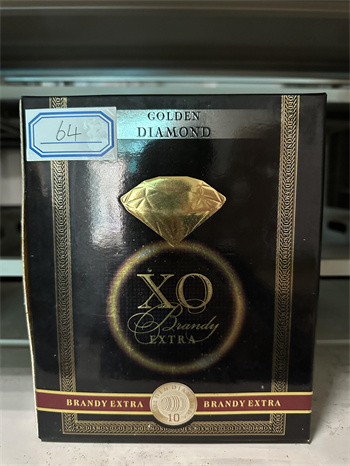 GOLDEN
DIAMOND
64
XO
Brandy
EXTRA
BRANDY EXTRA
10
BRANDY EXTRA